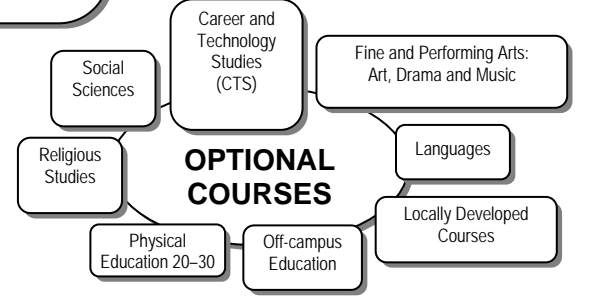 Career and
Technology
Studies
(CTS)
Fine and Performing Arts:
Art, Drama and Music
Social
Sciences
Languages
Religious
Studies
OPTIONAL
COURSES
Locally Developed
Courses
Physical
Education 20–30
Off-campus
Education